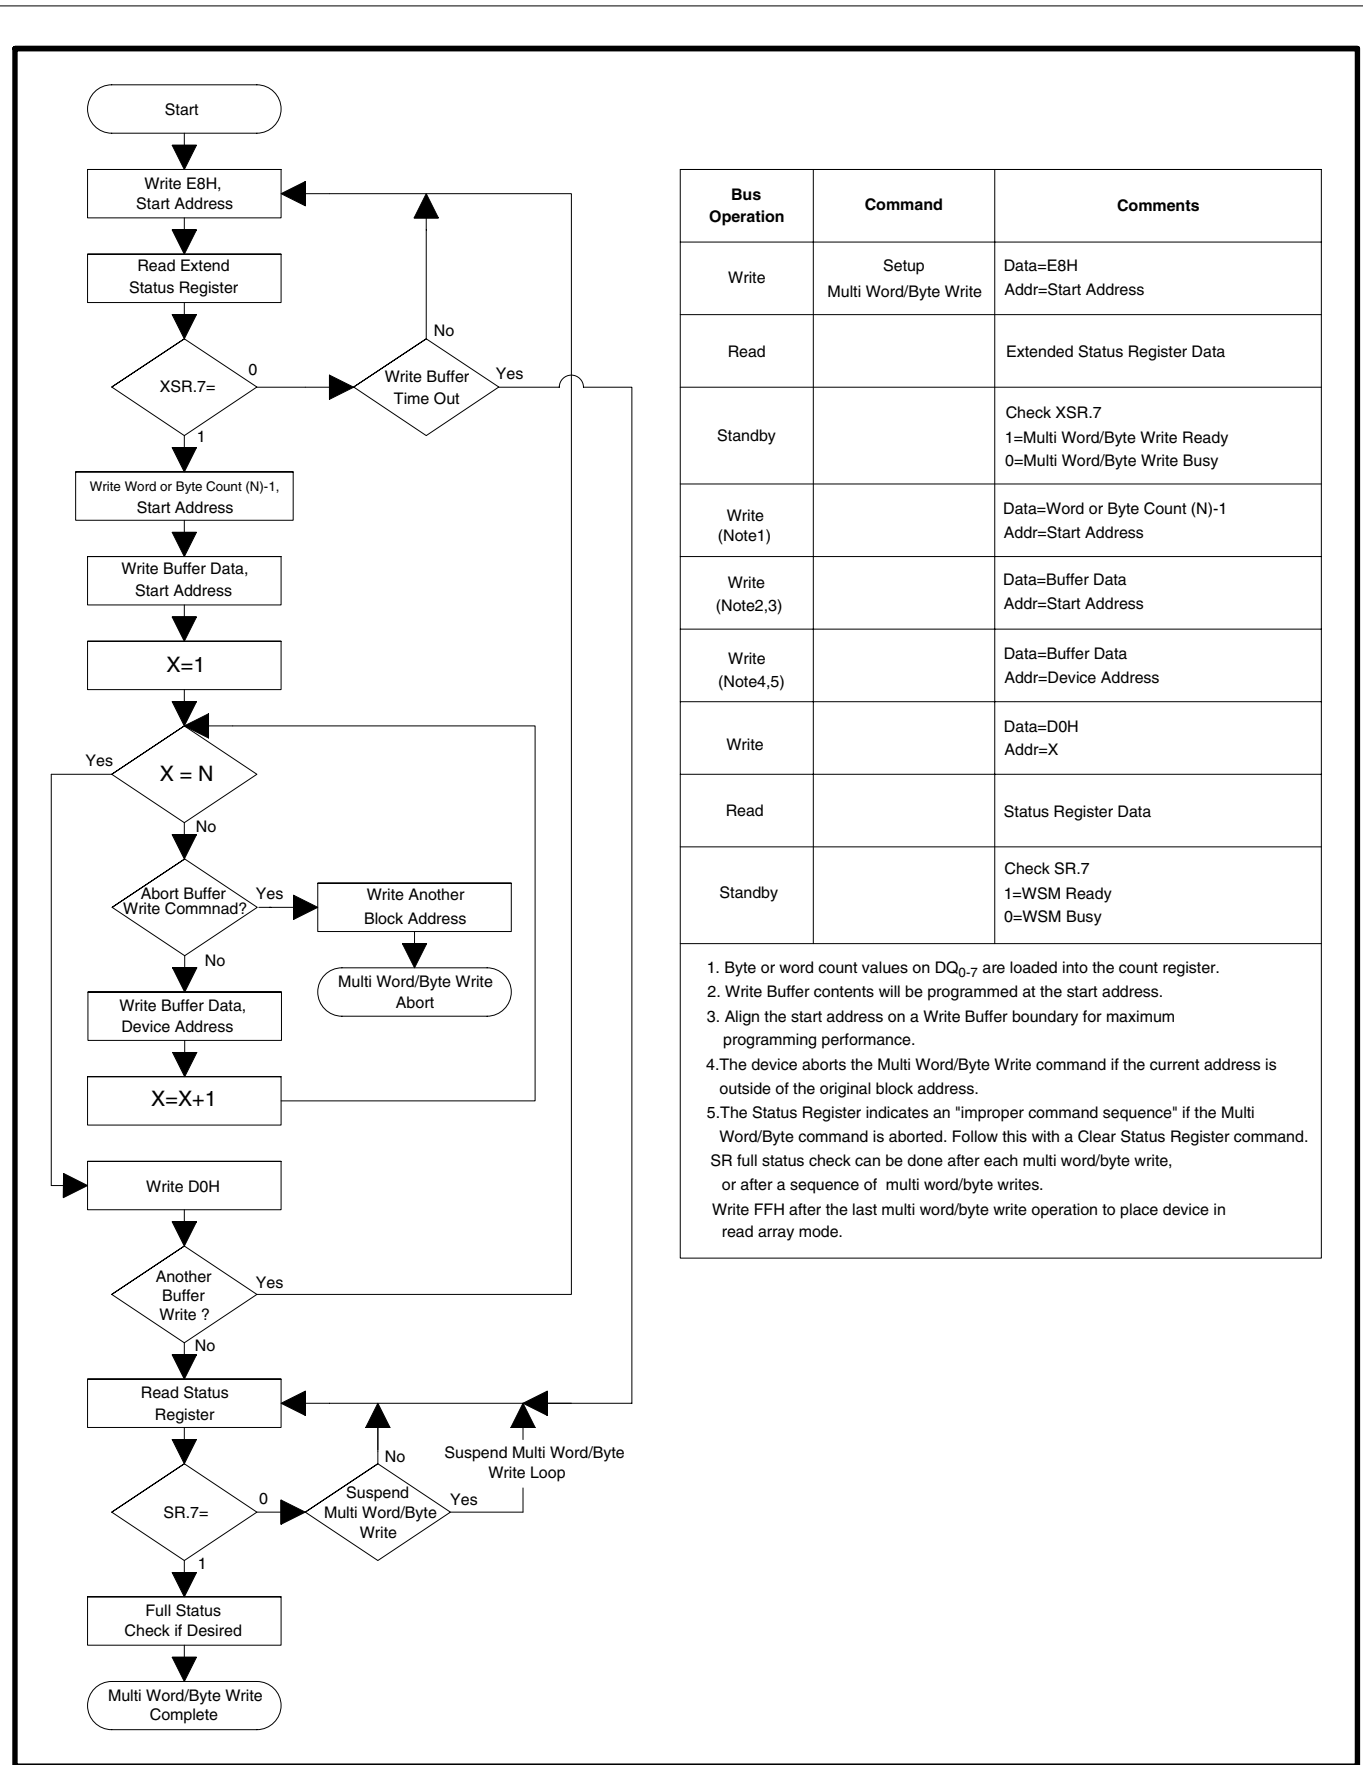 Start
Write E8H,
Start Address
Read Extend
Status Register
XSR.7=
0
1
Write Buffer
Time Out
No
Yes
Write Word or Byte Count (N)-1,
Start Address
Write Buffer Data,
Start Address
X=1
X = N
Yes
No
Abort Buffer
Write Commnad?
Yes
No
Write Another
Block Address
Multi Word/Byte Write
Abort
Write Buffer Data,
Device Address
X=X+1
Write D0H
Another
Buffer
Write ?
Yes
No
Read Status
Register
SR.7=
0
1
Suspend
Multi Word/Byte
Write
No
Yes
Suspend Multi Word/Byte
Write Loop
Full Status
Check if Desired
Multi Word/Byte Write
Complete
Bus
Operation
Command
Comments
Write
Setup
Multi Word/Byte Write
Data=E8H
Addr=Start Address
Read
Extended Status Register Data
Standby
Check XSR.7
1=Multi Word/Byte Write Ready
0=Multi Word/Byte Write Busy
Write
(Note1)
Data=Word or Byte Count (N)-1
Addr=Start Address
Write
(Note2,3)
Data=Buffer Data
Addr=Start Address
Write
(Note4,5)
Data=Buffer Data
Addr=Device Address
Write
Data=D0H
Addr=X
Read
Status Register Data
Standby
Check SR.7
1=WSM Ready
0=WSM Busy
1. Byte or word count values on DQ0-7 are loaded into the count register.
2. Write Buffer contents will be programmed at the start address.
3. Align the start address on a Write Buffer boundary for maximum
programming performance.
4.The device aborts the Multi Word/Byte Write command if the current address is
outside of the original block address.
5.The Status Register indicates an "improper command sequence" if the Multi
Word/Byte command is aborted. Follow this with a Clear Status Register command.
SR full status check can be done after each multi word/byte write,
or after a sequence of multi word/byte writes.
Write FFH after the last multi word/byte write operation to place device in
read array mode.